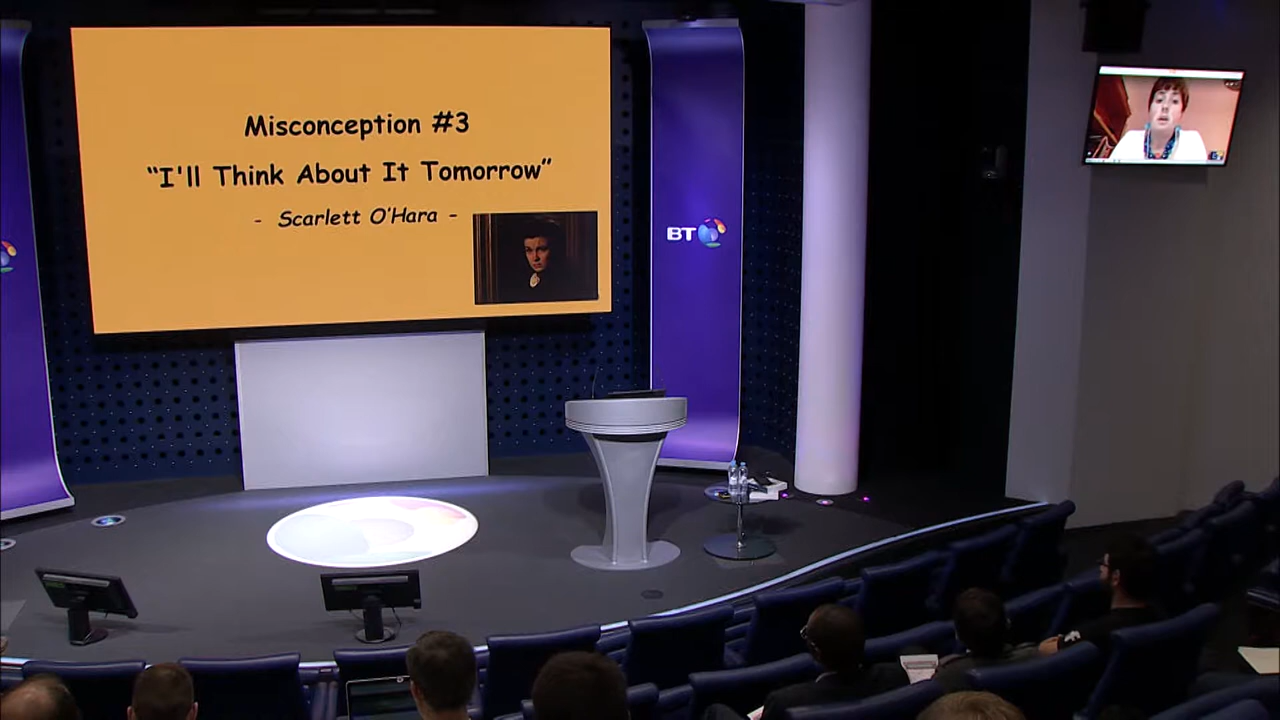 Misconception #3
“I'll Think About It Tomorrow”
- Scarlett O'Hara -
BT